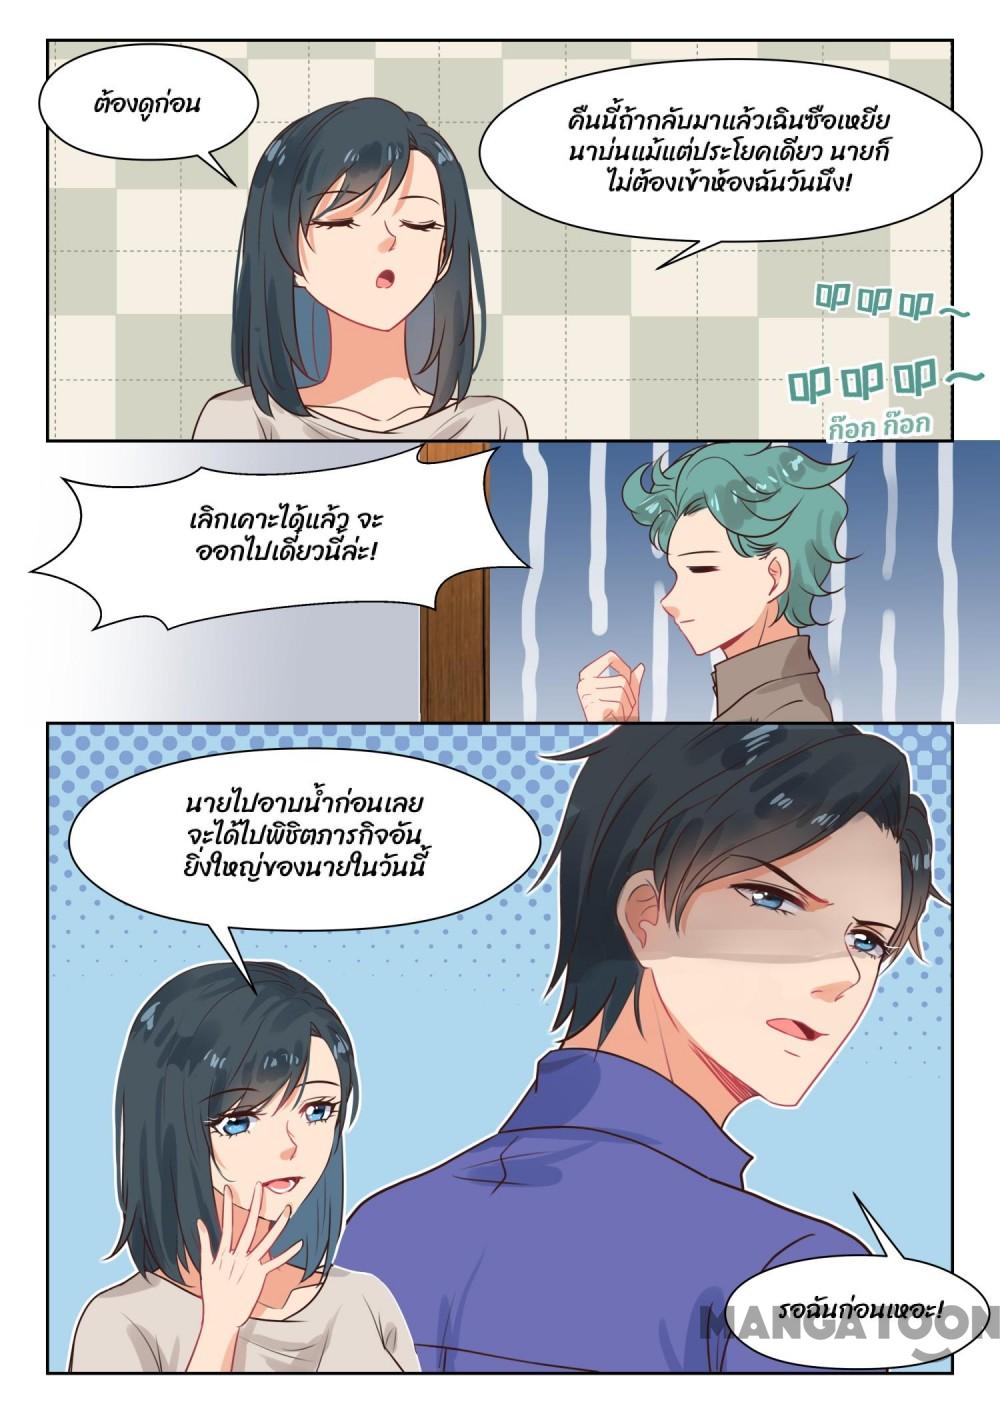 ต้องดูก่อน
คืนนี้ถ้ากลับมาแล้วเฉินซือเหยีย
นาบ่นแม้แต่ประโยคเดียว นายก็
ไม่ต้องเข้าห้องฉันวันนึง!
叩叩叩~
叩叩叩~
ก๊อก ก๊อก
เลิกเคาะได้แล้ว จะ
ออกไปเดี๋ยวนี้ล่ะ!
นายไปอาบน้ำก่อนเลย
จะได้ไปพิชิตภารกิจอัน
ยิ่งใหญ่ของนายในวันนี้
รอฉันก่อนเหอะ!
MANGATOON